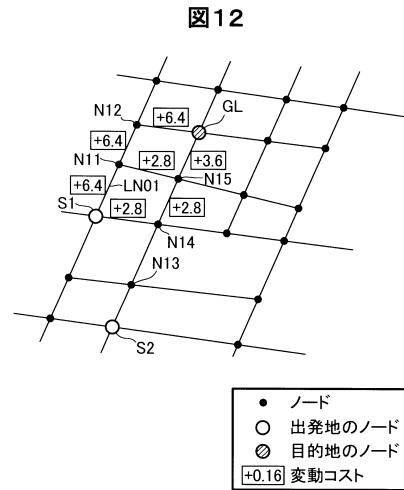 図12
N12
+6.4
GL
+6.4
N11
+2.8
+3.6
+6.4
LN01
N15
S1
+2.8
+2.8
N14
N13
S2
ノード
出発地のノード
目的地のノード
+0.16 変動コスト